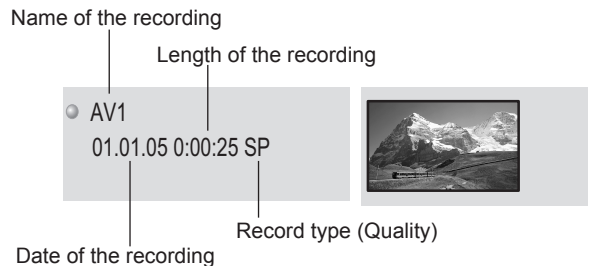 Name of the recording
Length of the recording
AV1
01.01.05 0:00:25 SP
Record type (Quality)
Date of the recording